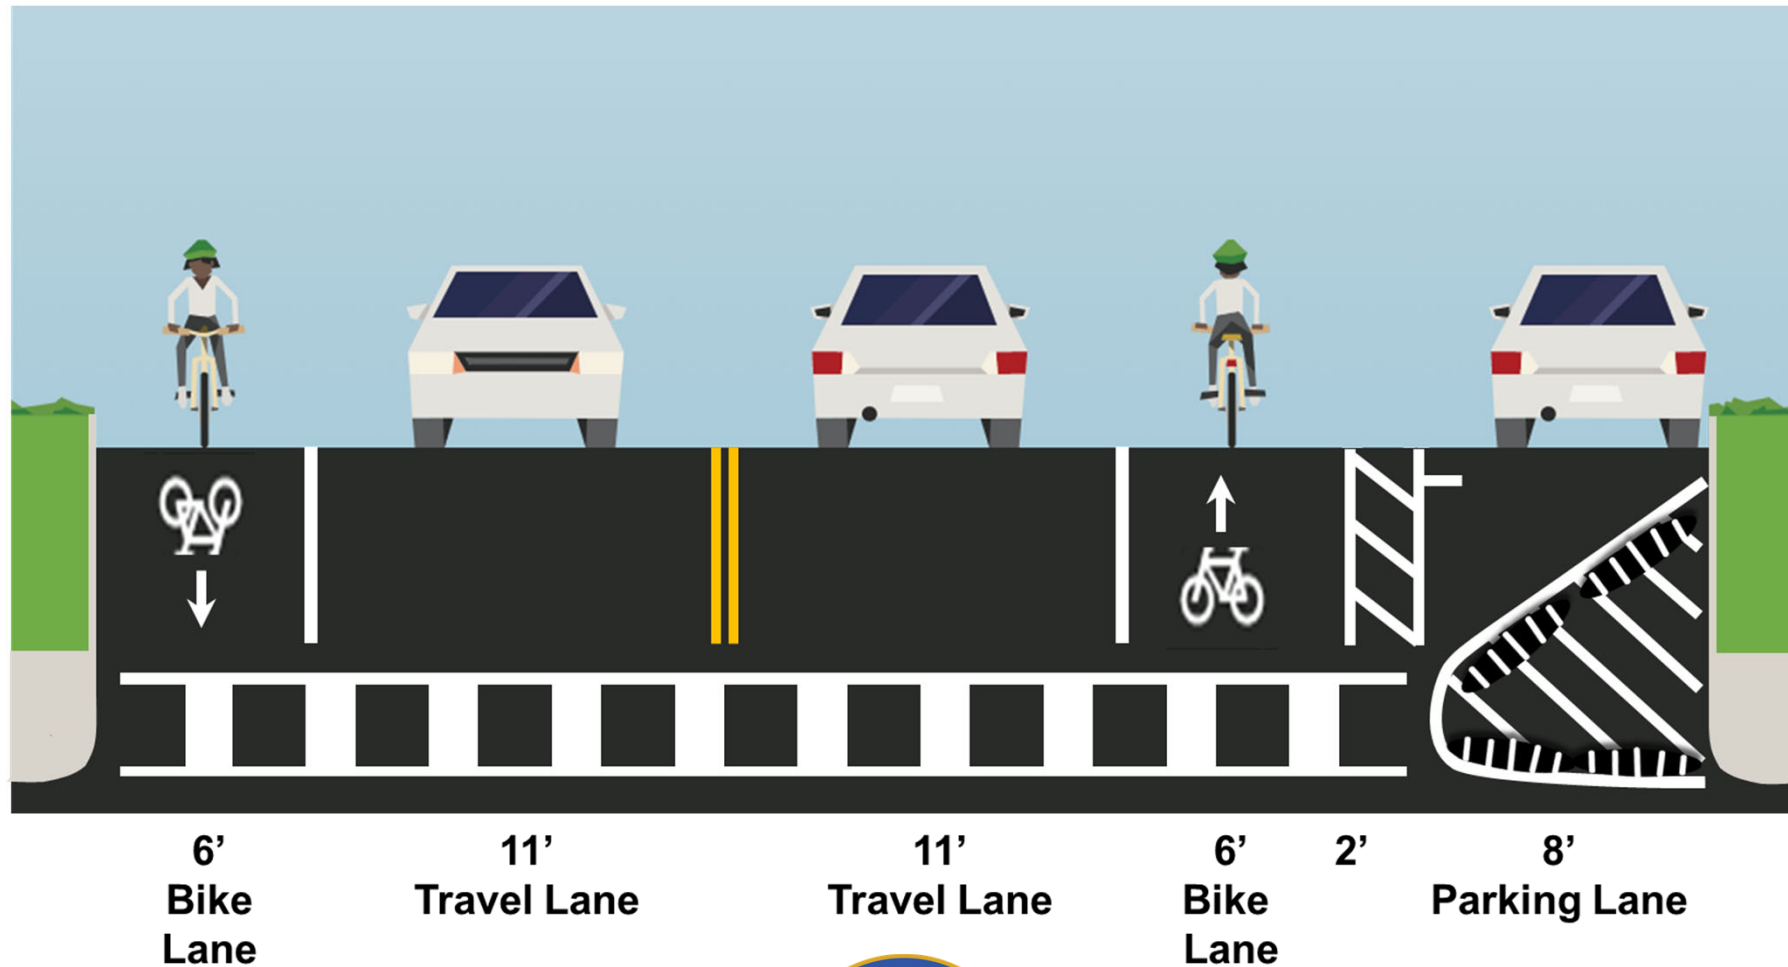 6’ 11’ 11’ 6’ 2’ 8’
Bike Travel Lane Travel Lane Bike Parking Lane
Lane Lane